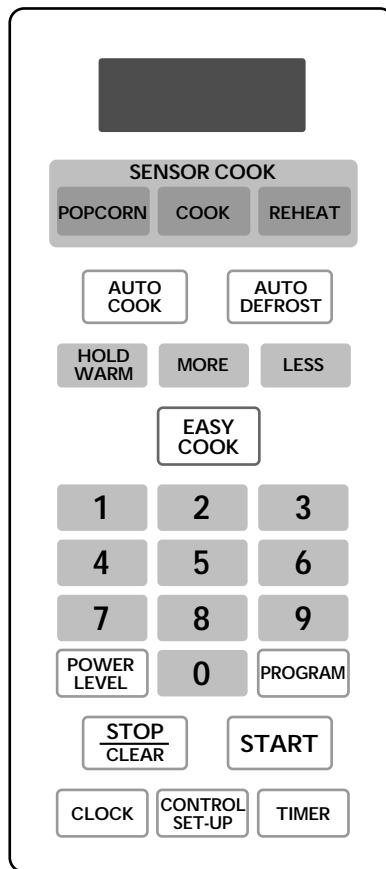 SENSOR COOK
POPCORN COOK REHEAT
AUTO COOK
AUTO DEFROST
HOLD WARM
MORE
LESS
EASY COOK
1 2 3
4 5 6
7 8 9
POWER LEVEL
0
PROGRAM
STOP
CLEAR
START
CLOCK
CONTROL SET-UP
TIMER